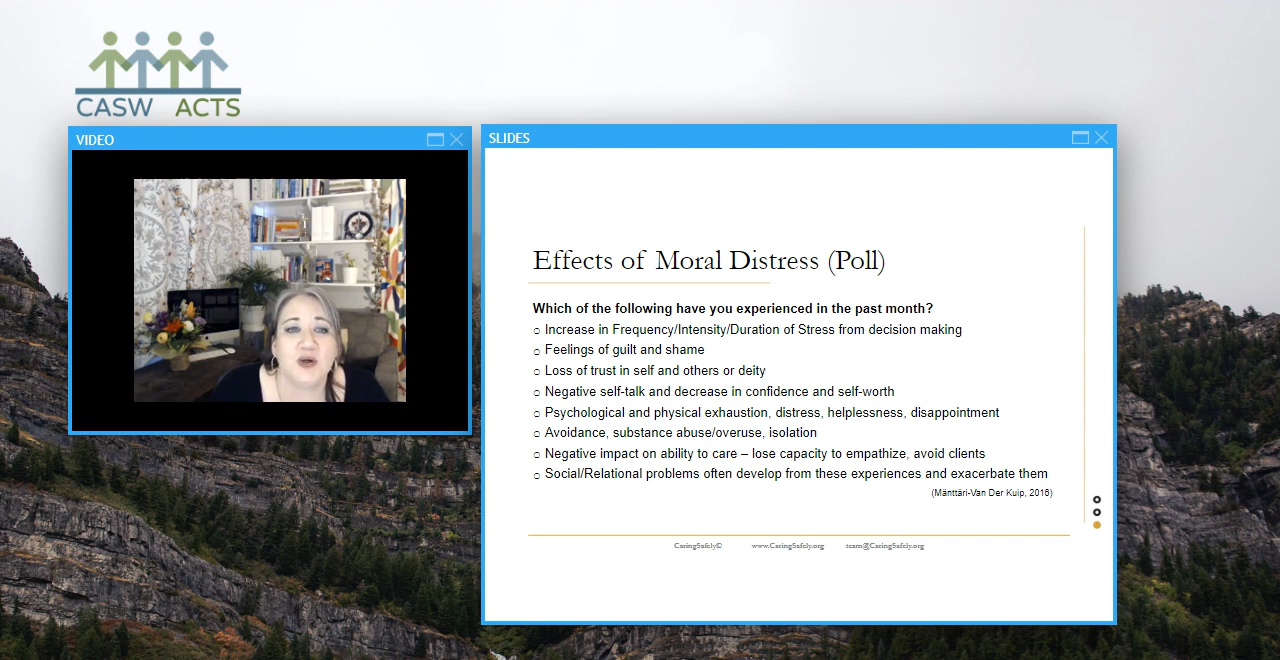 CASW ACTS
VIDEO
SLIDES
Effects of Moral Distress (Poll)
Which of the following have you experienced in the past month?
○ Increase in Frequency/Intensity/Duration of Stress from decision making
○ Feelings of guilt and shame
○ Loss of trust in self and others or deity
○ Negative self-talk and decrease in confidence and self-worth
○ Psychological and physical exhaustion, distress, helplessness, disappointment
○ Avoidance, substance abuse/overuse, isolation
○ Negative impact on ability to care – lose capacity to empathize, avoid clients
○ Social/Relational problems often develop from these experiences and exacerbate them
(Mänttäri-Van Der Kuip, 2016)
CaringSafely© www.CaringSafely.org team@CaringSafely.org